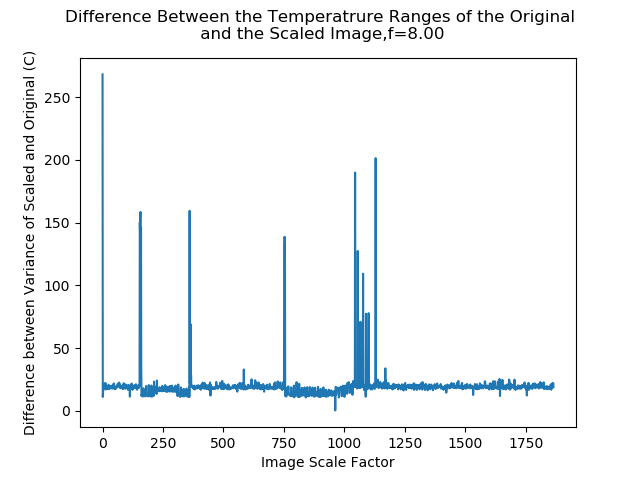 Difference Between the Temperatrure Ranges of the Original
and the Scaled Image,f=8.00
Difference between Variance of Scaled and Original (C)
250
200
150
100
50
0
0 250 500 750 1000 1250 1500 1750
Image Scale Factor